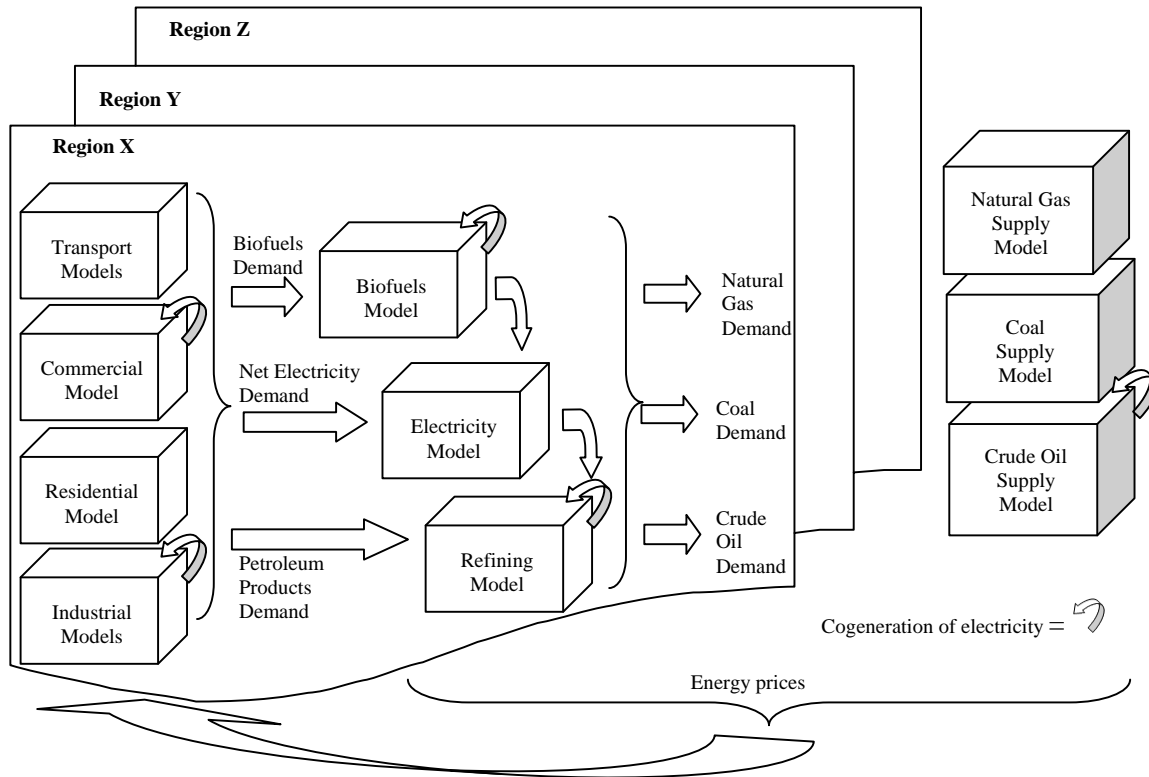 Region Z
Region Y
Region X
Transport
Models
Commercial
Model
Residential
Model
Industrial
Models
Biofuels
Demand
Net Electricity
Demand
Petroleum
Products
Demand
Biofuels
Model
Electricity
Model
Refining
Model
Natural
Gas
Demand
Coal
Demand
Crude
Oil
Demand
Natural Gas
Supply
Model
Coal
Supply
Model
Crude Oil
Supply
Model
Cogeneration of electricity =
Energy prices